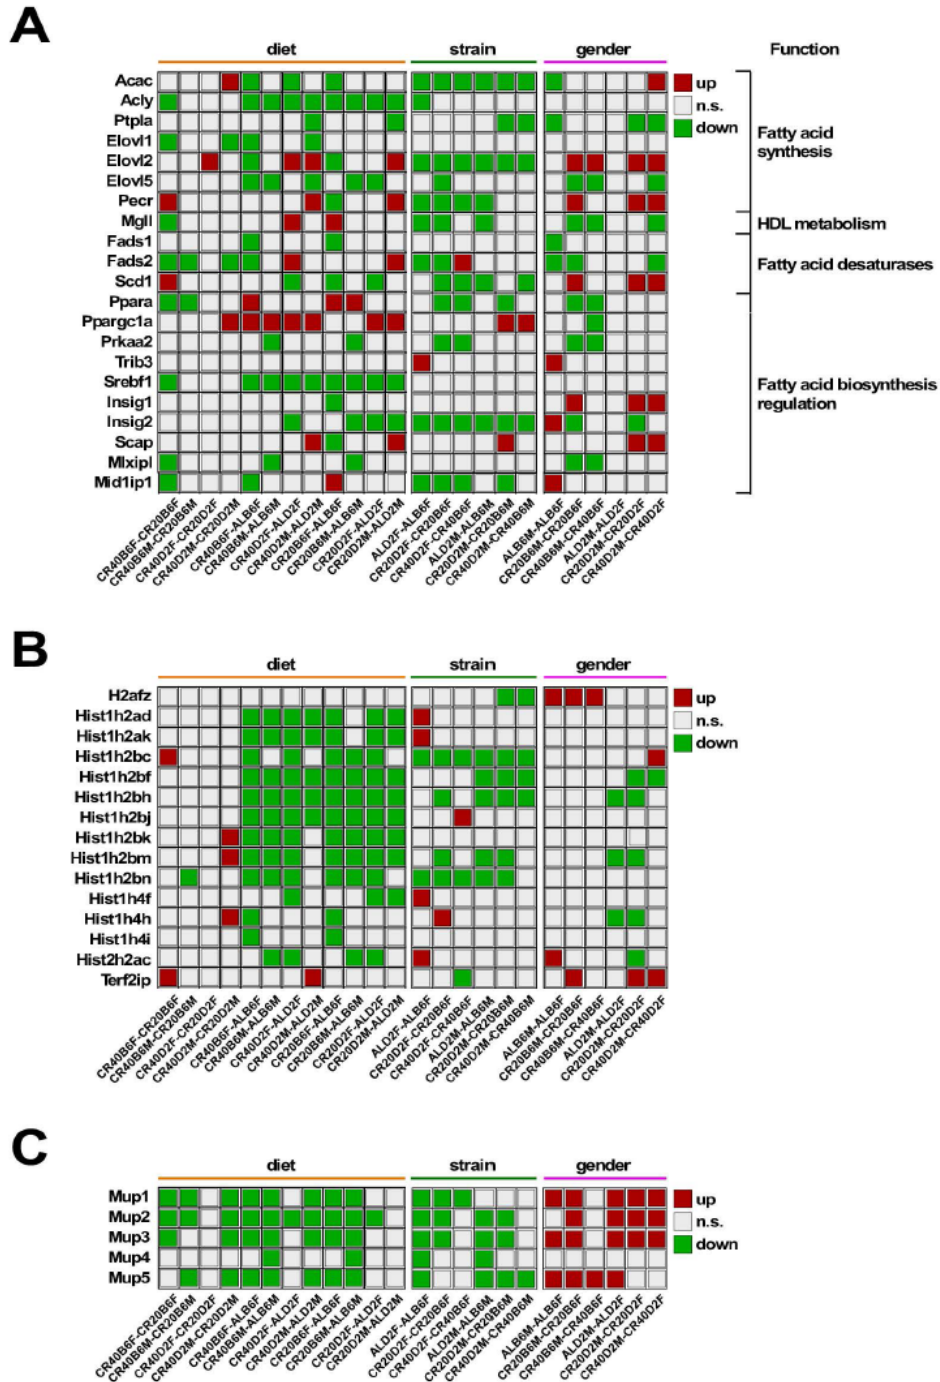 A
diet strain gender Function
Acac
Acly
Ptpla
Elovl1
Elovl2
Elovl5
Pecr
Mgll
Fads1
Fads2
Scd1
Ppara
Ppargc1a
Prkaa2
Trib3
Srebf1
Insig1
Insig2
Scap
Mlxipl
Mid1ip1
up
n.s.
down
Fatty acid
synthesis
HDL metabolism
Fatty acid desaturases
Fatty acid biosynthesis
regulation
CR40B6F-CR20B6F
CR40B6M-CR20B6M
CR40D2F-CR20D2F
CR40D2M-CR20D2M
CR40B6F-ALB6F
CR40B6M-ALB6M
CR40D2F-ALD2F
CR40D2M-ALD2M
CR20B6F-ALB6F
CR20B6M-ALB6M
CR20D2F-ALD2F
CR20D2M-ALD2M
ALD2F-ALB6F
CR20D2F-CR20B6F
CR40D2F-CR40B6F
ALD2M-ALB6M
CR20D2M-CR20B6M
CR40D2M-CR40B6M
ALB6M-ALB6F
CR20B6M-CR20B6F
CR40B6M-CR40B6F
ALD2M-ALD2F
CR20D2M-CR20D2F
CR40D2M-CR40D2F
B
diet strain gender
H2afz
Hist1h2ad
Hist1h2ak
Hist1h2bc
Hist1h2bf
Hist1h2bh
Hist1h2bj
Hist1h2bk
Hist1h2bm
Hist1h2bn
Hist1h4f
Hist1h4h
Hist1h4i
Hist2h2ac
Terf2ip
up
n.s.
down
CR40B6F-CR20B6F
CR40B6M-CR20B6M
CR40D2F-CR20D2F
CR40D2M-CR20D2M
CR40B6F-ALB6F
CR40B6M-ALB6M
CR40D2F-ALD2F
CR40D2M-ALD2M
CR20B6F-ALB6F
CR20B6M-ALB6M
CR20D2F-ALD2F
CR20D2M-ALD2M
ALD2F-ALB6F
CR20D2F-CR20B6F
CR40D2F-CR40B6F
ALD2M-ALB6M
CR20D2M-CR20B6M
CR40D2M-CR40B6M
ALB6M-ALB6F
CR20B6M-CR20B6F
CR40B6M-CR40B6F
ALD2M-ALD2F
CR20D2M-CR20D2F
CR40D2M-CR40D2F
C
diet strain gender
Mup1
Mup2
Mup3
Mup4
Mup5
up
n.s.
down
CR40B6F-CR20B6F
CR40B6M-CR20B6M
CR40D2F-CR20D2F
CR40D2M-CR20D2M
CR40B6F-ALB6F
CR40B6M-ALB6M
CR40D2F-ALD2F
CR40D2M-ALD2M
CR20B6F-ALB6F
CR20B6M-ALB6M
CR20D2F-ALD2F
CR20D2M-ALD2M
ALD2F-ALB6F
CR20D2F-CR20B6F
CR40D2F-CR40B6F
ALD2M-ALB6M
CR20D2M-CR20B6M
CR40D2M-CR40B6M
ALB6M-ALB6F
CR20B6M-CR20B6F
CR40B6M-CR40B6F
ALD2M-ALD2F
CR20D2M-CR20D2F
CR40D2M-CR40D2F